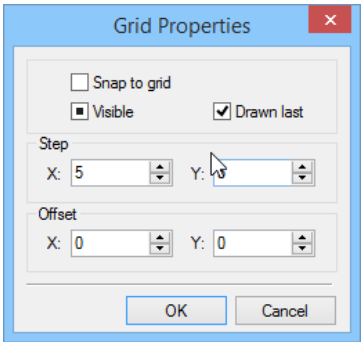 Grid Properties
Snap to grid
Visible Drawn last
Step
X: 5 Y:
Offset
X: 0 Y: 0
OK Cancel